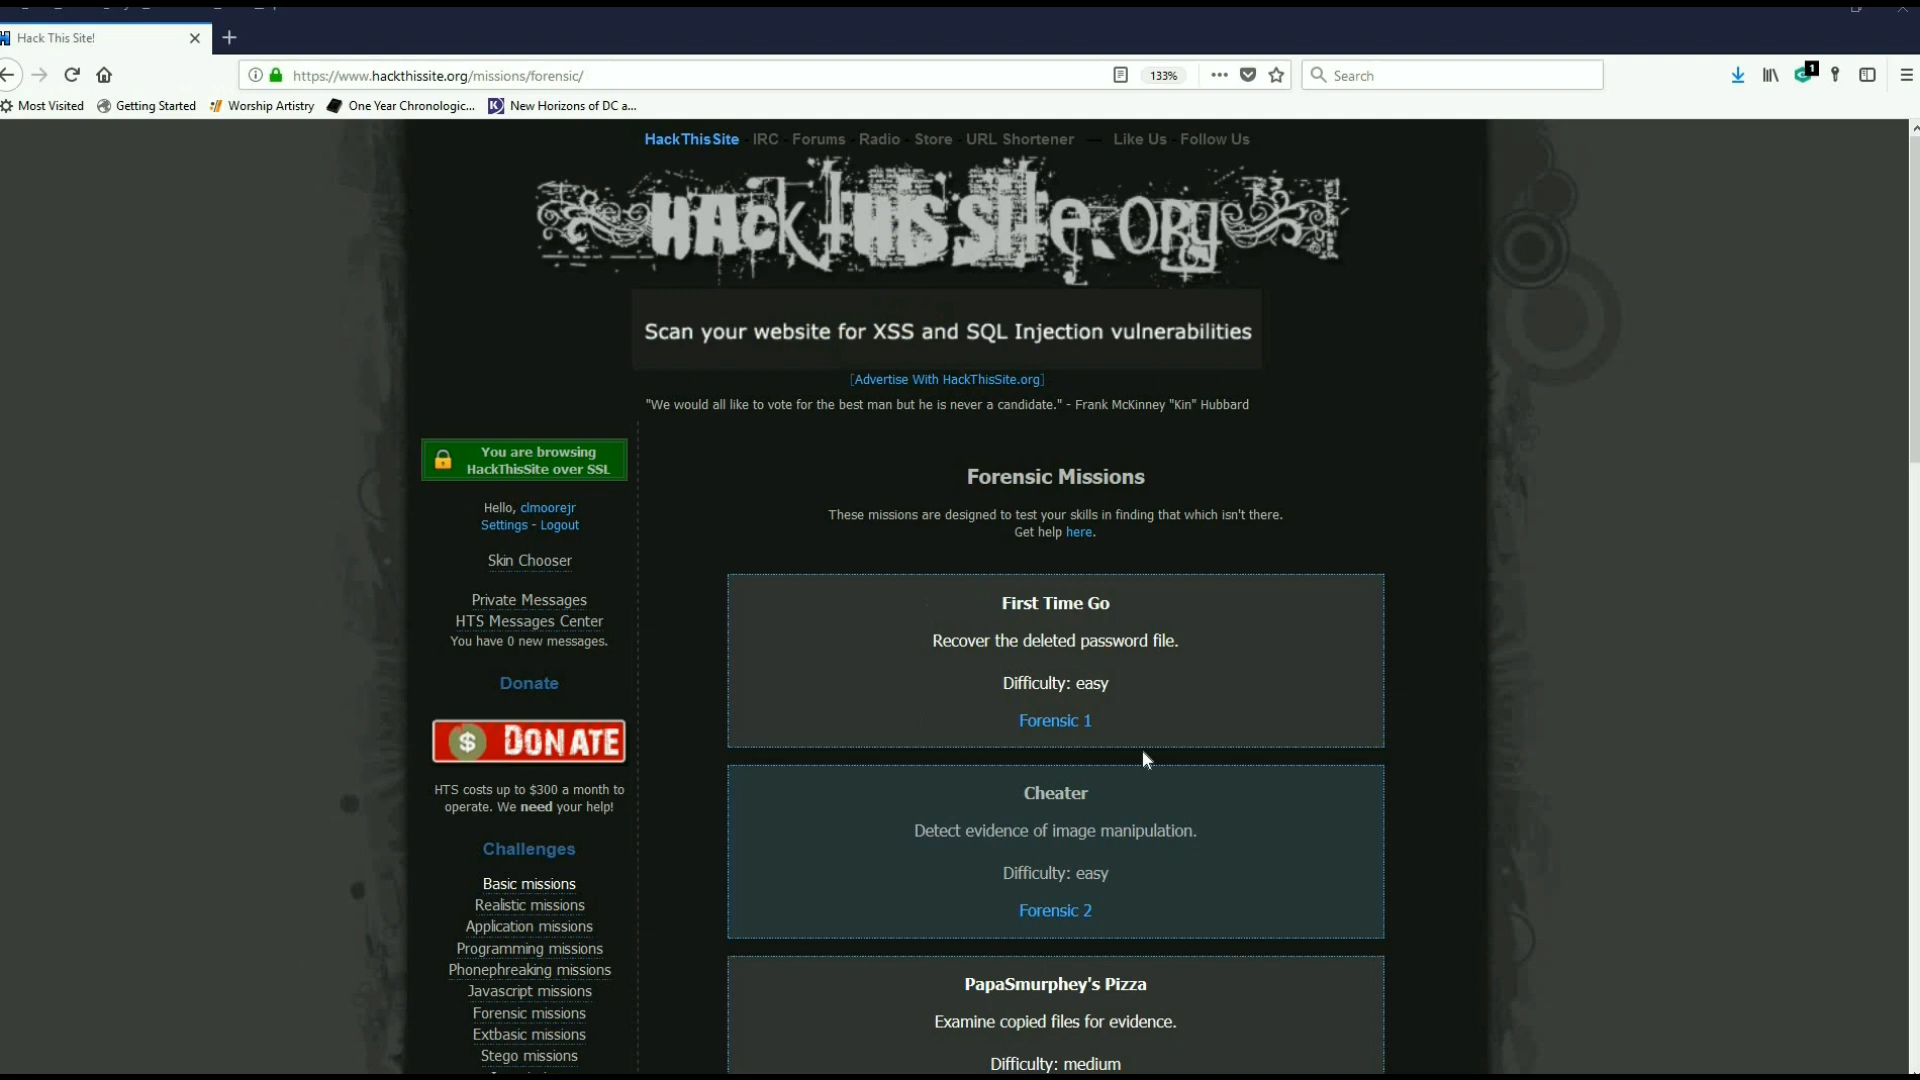 Hack This Site!
https://www.hackthissite.org/missions/forensic/
133%
Search
1
Most Visited
Getting Started
Worship Artistry
One Year Chronologic...
New Horizons of DC a...
HackThisSite - IRC - Forums - Radio - Store - URL Shortener — Like Us - Follow Us
HAck this Site.org
Scan your website for XSS and SQL Injection vulnerabilities
[Advertise With HackThisSite.org]
"We would all like to vote for the best man but he is never a candidate." - Frank McKinney "Kin" Hubbard
You are browsing
HackThisSite over SSL
Hello, clmoorejr
Settings - Logout
Skin Chooser
Private Messages
HTS Messages Center
You have 0 new messages.
Donate
$ DONATE
HTS costs up to $300 a month to
operate. We need your help!
Challenges
Basic missions
Realistic missions
Application missions
Programming missions
Phonephreaking missions
Javascript missions
Forensic missions
Extbasic missions
Stego missions
Forensic Missions
These missions are designed to test your skills in finding that which isn't there.
Get help here.
First Time Go
Recover the deleted password file.
Difficulty: easy
Forensic 1
Cheater
Detect evidence of image manipulation.
Difficulty: easy
Forensic 2
PapaSmurphey's Pizza
Examine copied files for evidence.
Difficulty: medium